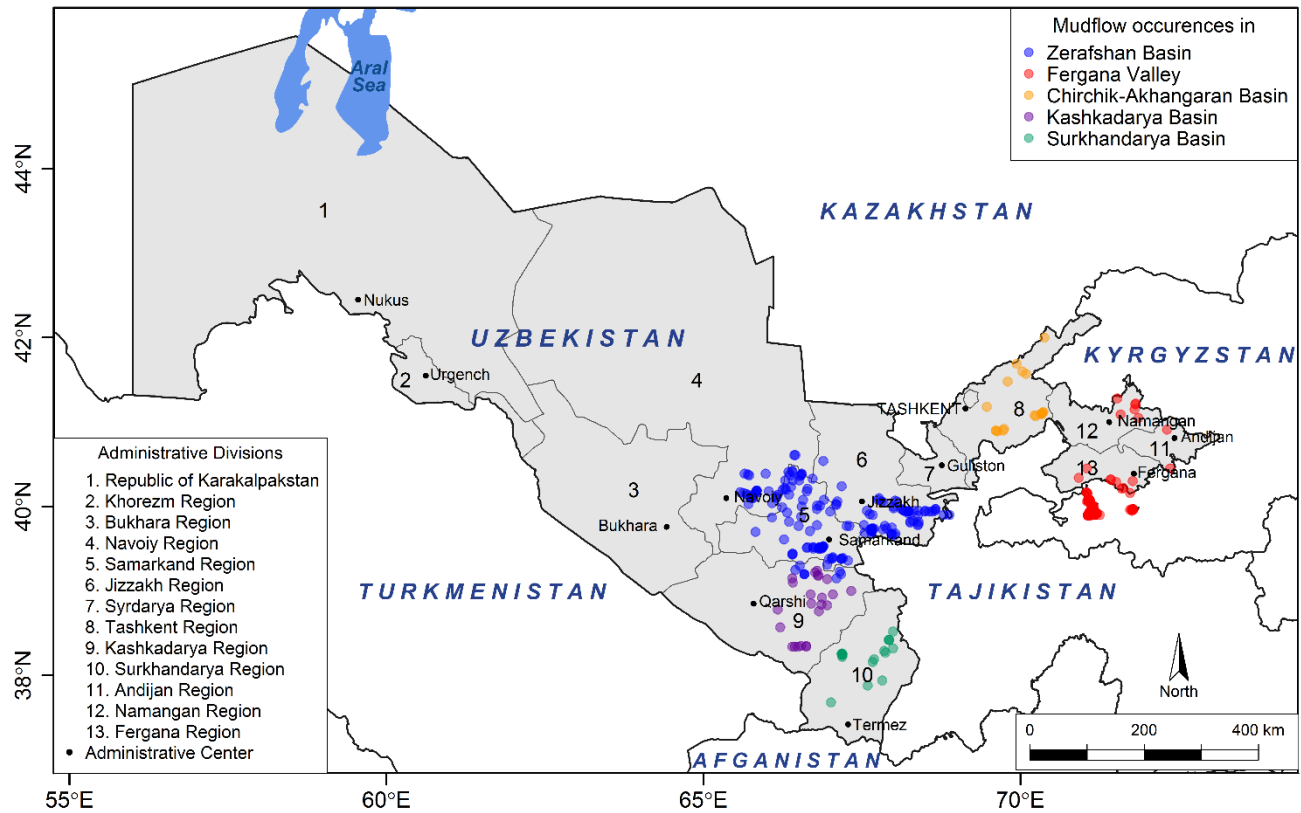 Mudflow occurences in
Zerafshan Basin
Fergana Valley
Chirchik-Akhangaran Basin
Kashkadarya Basin
Surkhandarya Basin
Aral
Sea
44°N
42°N
40°N
38°N
KAZAKHSTAN
1
Nukus
UZBEKISTAN
KYRGYZSTAN
2
Urgench
4
TASHKENT
8
12
Namangan
11
Andijan
6
7
Guliston
13
Fergana
3
Navoiy
Jizzakh
5
Bukhara
Samarkand
TURKMENISTAN
TAJIKISTAN
Qarshi
9
10
Termez
AFGANISTAN
North
0 200 400 km
Administrative Divisions
1. Republic of Karakalpakstan
2. Khorezm Region
3. Bukhara Region
4. Navoiy Region
5. Samarkand Region
6. Jizzakh Region
7. Syrdarya Region
8. Tashkent Region
9. Kashkadarya Region
10. Surkhandarya Region
11. Andijan Region
12. Namangan Region
13. Fergana Region
Administrative Center
55°E 60°E 65°E 70°E